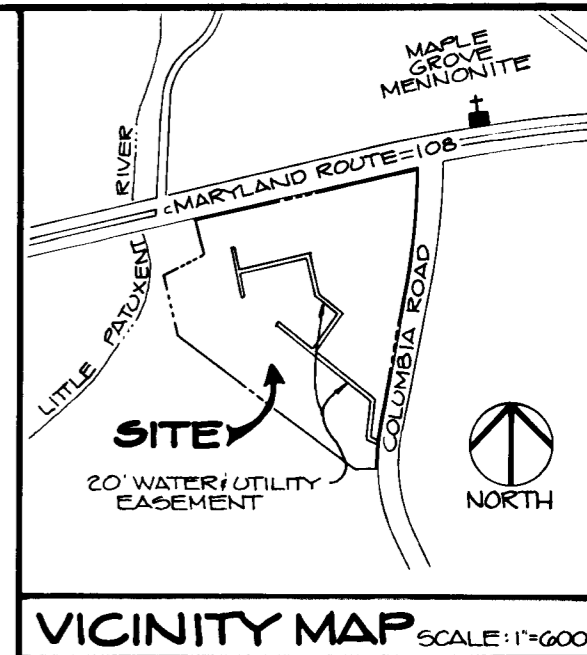 MAPLE
GROVE
MENNONITE
MARYLAND ROUTE 108
LITTLE PATUXENT RIVER
COLUMBIA ROAD
SITE
20' WATER & UTILITY
EASEMENT
NORTH
VICINITY MAP SCALE: 1"=600